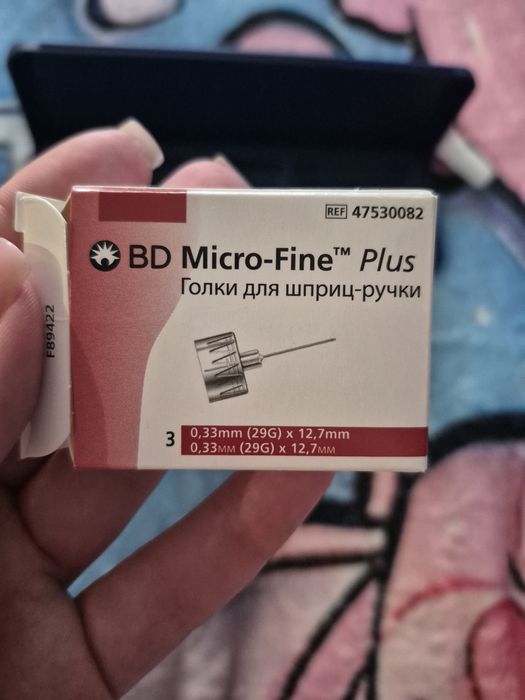 REF 47530082
BD Micro-Fine™ Plus
Голки для шприц-ручки
F89422
3
0,33mm (29G) x 12,7mm
0,33мм (29G) x 12,7мм